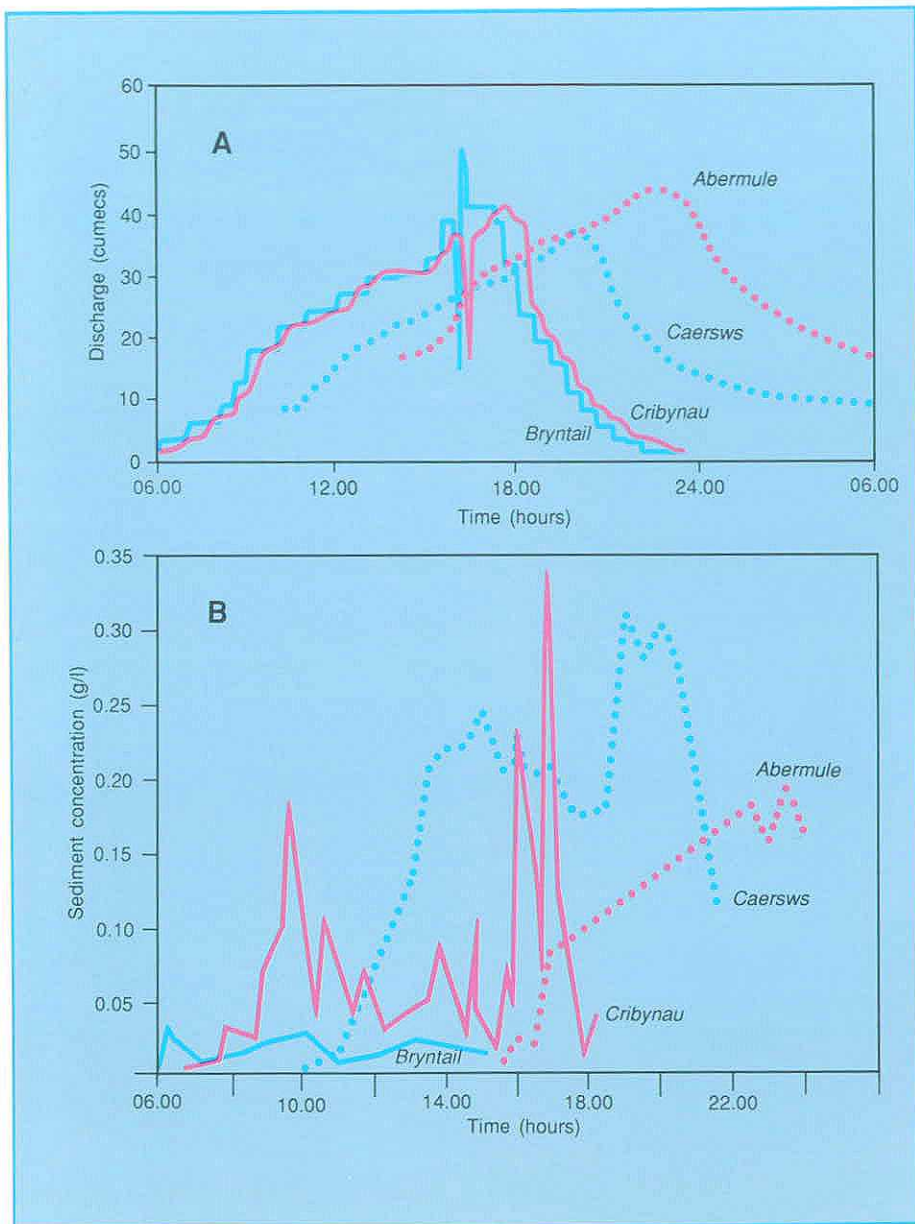 60
A
50
Abermule
40
Discharge (cumecs)
30
20
Caersws
10
Cribynau
Bryntail
0
06.00 12.00 18.00 24.00 06.00
Time (hours)
0.35
B
0.30
0.25
Sediment concentration (g/l)
0.20
Abermule
0.15
Caersws
0.10
0.05
Cribynau
Bryntail
06.00 10.00 14.00 18.00 22.00
Time (hours)